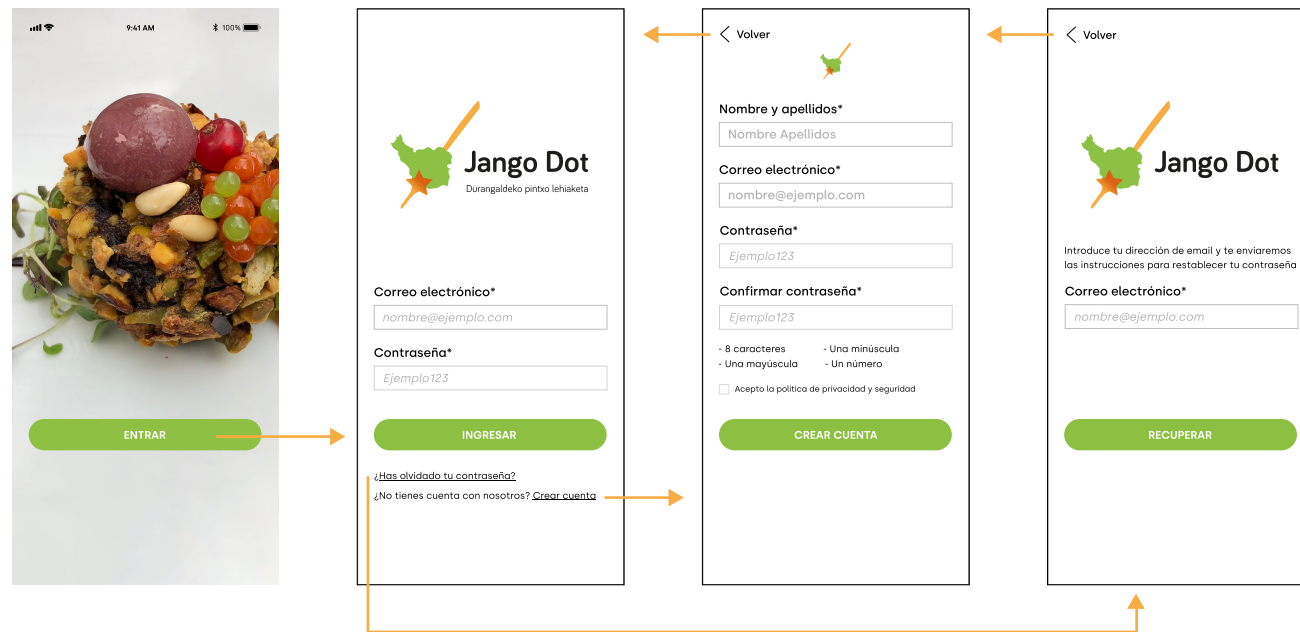 9:41 AM
100%
ENTRAR
Jango Dot
Durangaldeko pintxo lehiaketa
Correo electrónico*
nombre@ejemplo.com
Contraseña*
Ejemplo123
INGRESAR
¿Has olvidado tu contraseña?
¿No tienes cuenta con nosotros? Crear cuenta
Volver
Nombre y apellidos*
Nombre Apellidos
Correo electrónico*
nombre@ejemplo.com
Contraseña*
Ejemplo123
Confirmar contraseña*
Ejemplo123
- 8 caracteres - Una minúscula
- Una mayúscula - Un número
Acepto la política de privacidad y seguridad
CREAR CUENTA
Volver
Jango Dot
Introduce tu dirección de email y te enviaremos
las instrucciones para restablecer tu contraseña
Correo electrónico*
nombre@ejemplo.com
RECUPERAR